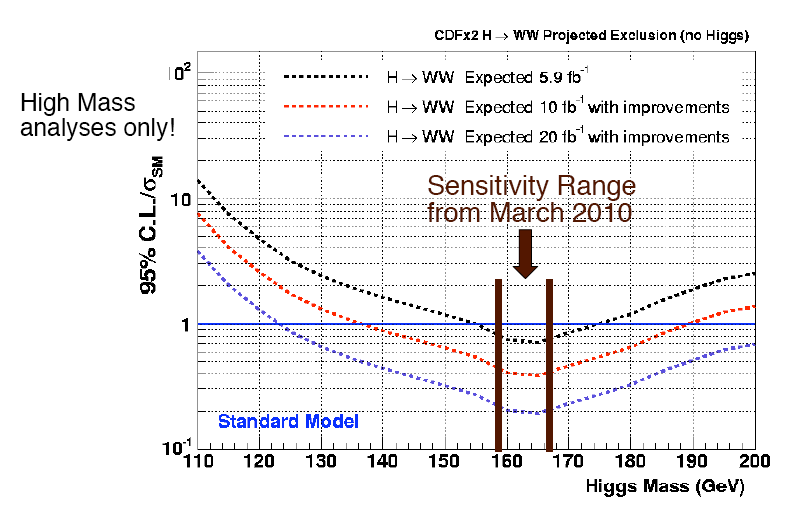 CDFx2 H → WW Projected Exclusion (no Higgs)
High Mass
analyses only!
H → WW Expected 5.9 fb⁻¹
H → WW Expected 10 fb⁻¹ with improvements
H → WW Expected 20 fb⁻¹ with improvements
Sensitivity Range
from March 2010
95% C.L./σSM
10²
10
1
10⁻¹
Standard Model
110 120 130 140 150 160 170 180 190 200
Higgs Mass (GeV)